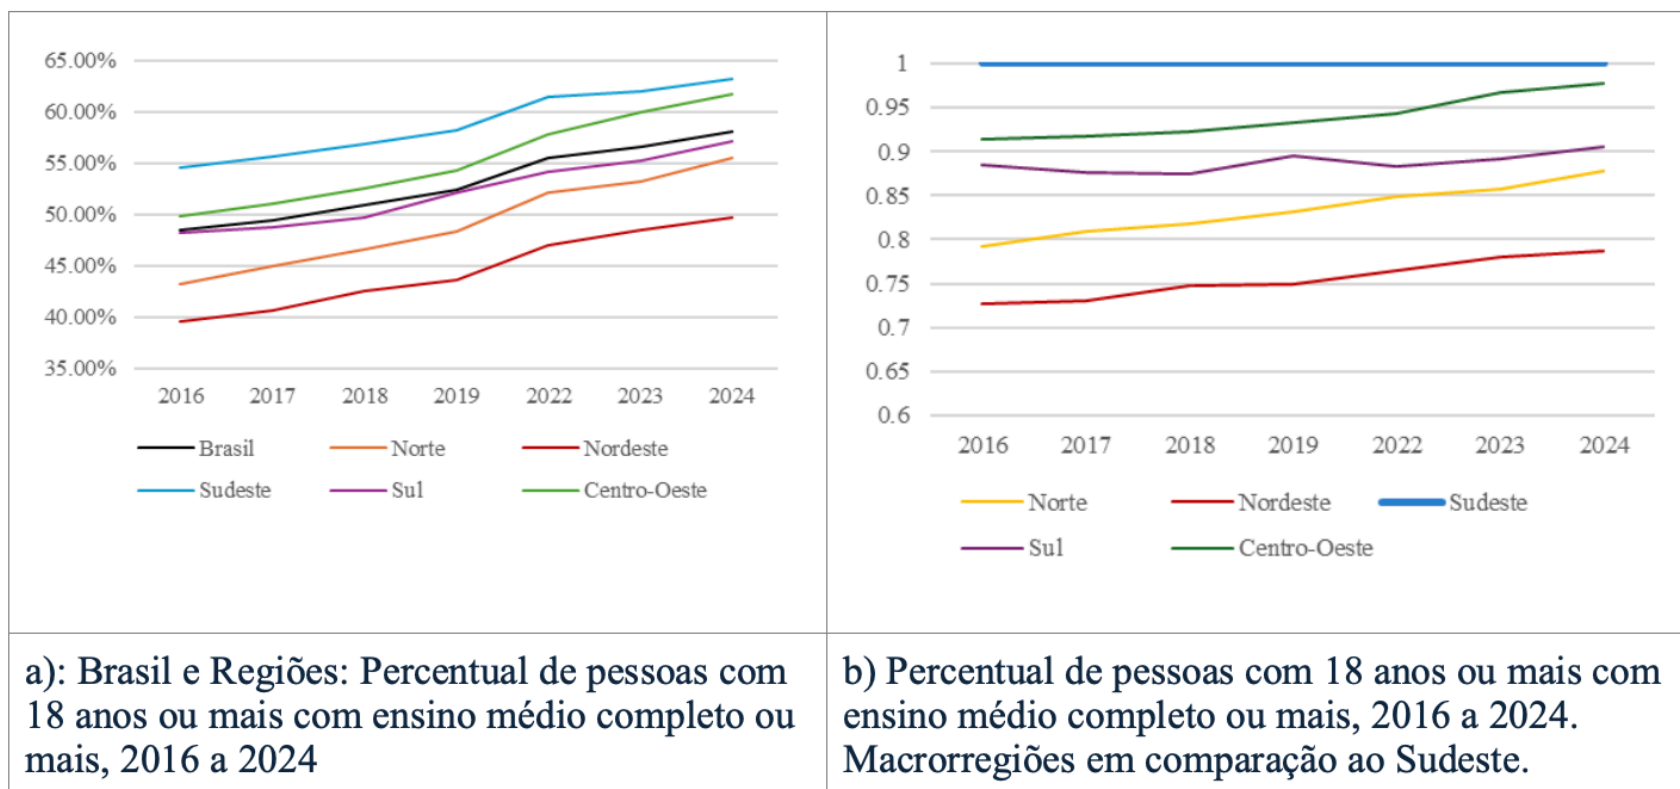 65.00%
60.00%
55.00%
50.00%
45.00%
40.00%
35.00%
2016 2017 2018 2019 2022 2023 2024
Brasil Norte Nordeste
Sudeste Sul Centro-Oeste
1
0.95
0.9
0.85
0.8
0.75
0.7
0.65
0.6
2016 2017 2018 2019 2022 2023 2024
Norte Nordeste Sudeste
Sul Centro-Oeste
a): Brasil e Regiões: Percentual de pessoas com
18 anos ou mais com ensino médio completo ou
mais, 2016 a 2024
b) Percentual de pessoas com 18 anos ou mais com
ensino médio completo ou mais, 2016 a 2024.
Macrorregiões em comparação ao Sudeste.